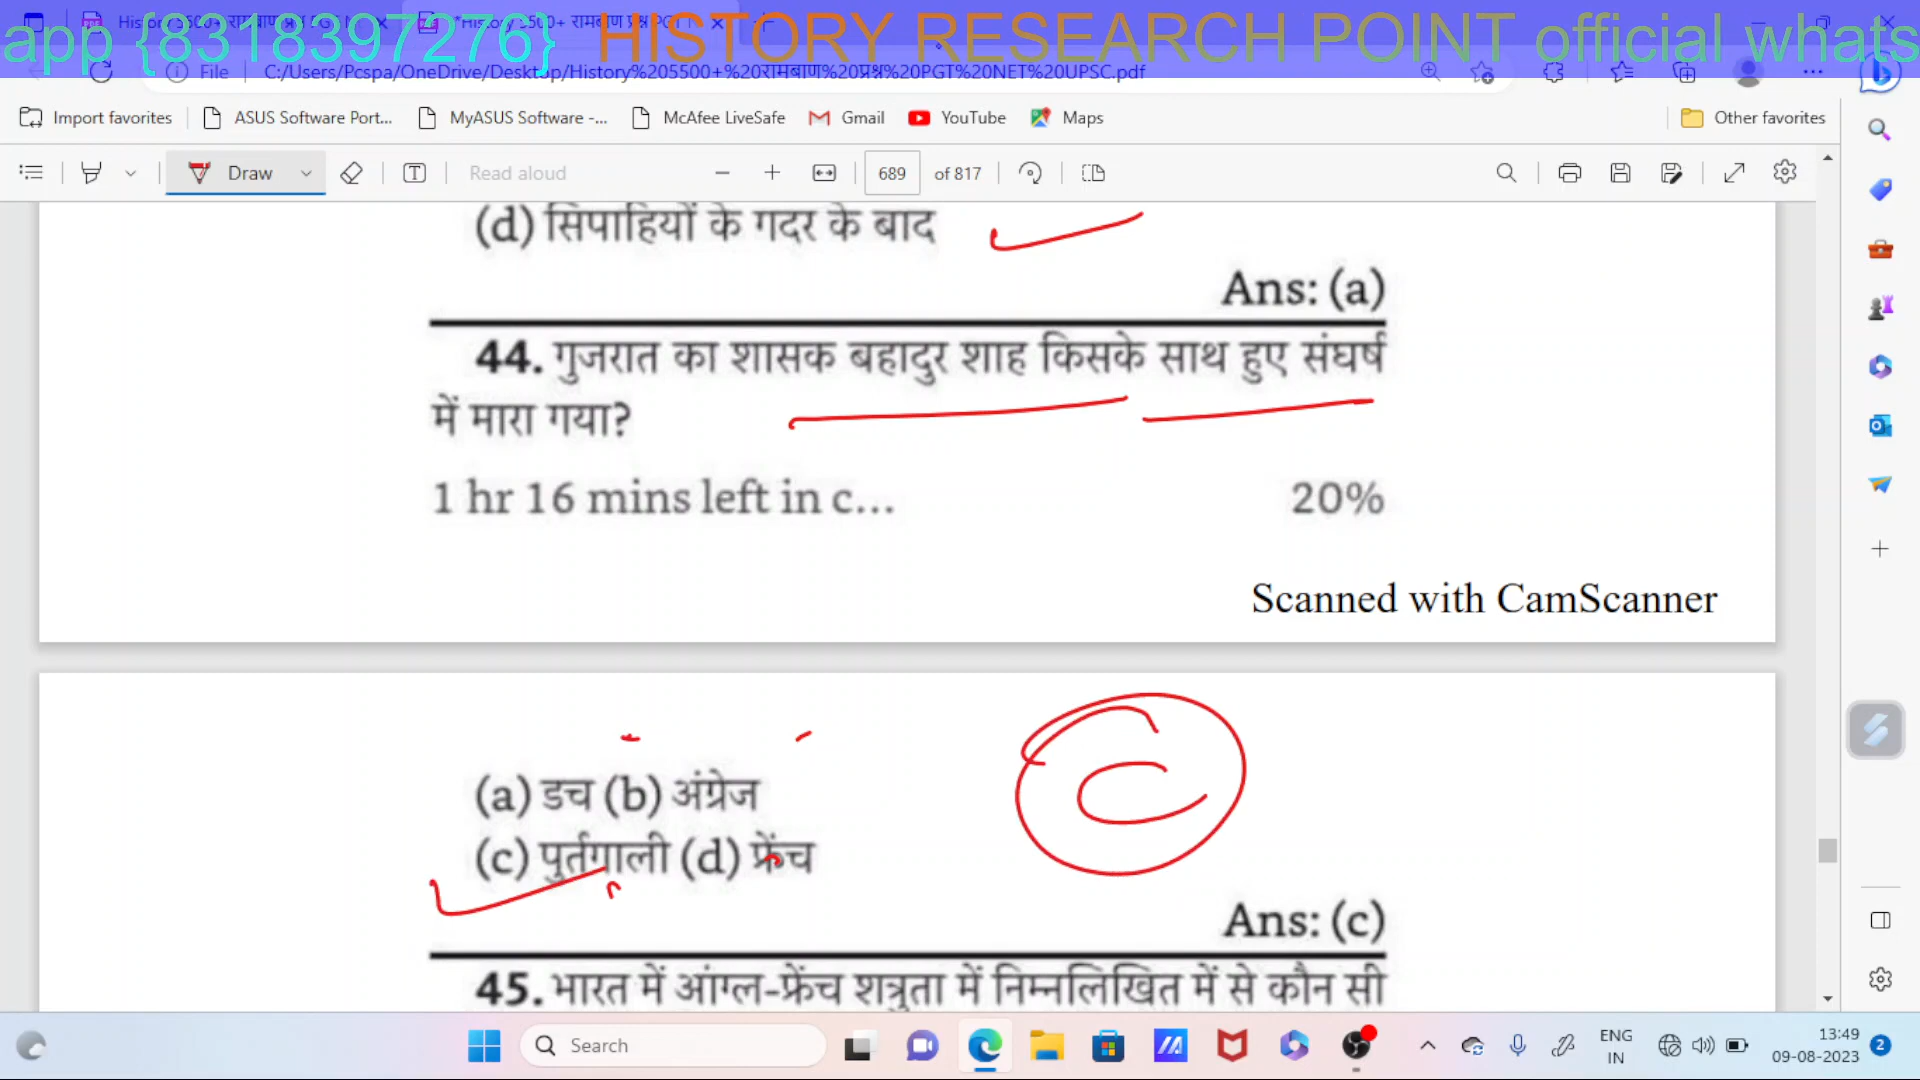 app {8318397276} HISTORY RESEARCH POINT official whats
File C:/Users/Pcspa/OneDrive/Desktop/History%205500+%20रामबाण%20प्रश्न%20PGT%20NET%20UPSC.pdf
Import favorites ASUS Software Port... MyASUS Software -... McAfee LiveSafe Gmail YouTube Maps Other favorites
Draw Read aloud 689 of 817
(d) सिपाहियों के गदर के बाद
Ans: (a)
44. गुजरात का शासक बहादुर शाह किसके साथ हुए संघर्ष
में मारा गया?
1 hr 16 mins left in c... 20%
Scanned with CamScanner
(a) डच (b) अंग्रेज
(c) पुर्तगाली (d) फ्रेंच
C
Ans: (c)
45. भारत में आंग्ल-फ्रेंच शत्रुता में निम्नलिखित में से कौन सी
Search
ENG
IN
13:49
09-08-2023
2